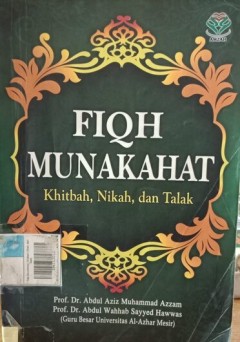 FIQH
MUNAKAHAT
Khitbah, Nikah, dan Talak
Prof. Dr. Abdul Aziz Muhammad Azzam
Prof. Dr. Abdul Wahhab Sayyed Hawwas
(Guru Besar Universitas Al-Azhar Mesir)